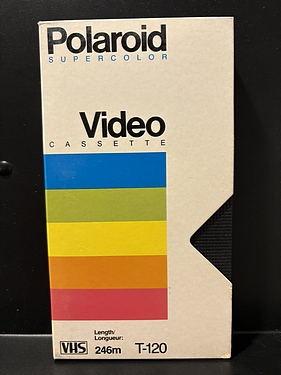 Polaroid
SUPERCOLOR
Video
CASSETTE
Length/
Longueur:
VHS 246m T-120